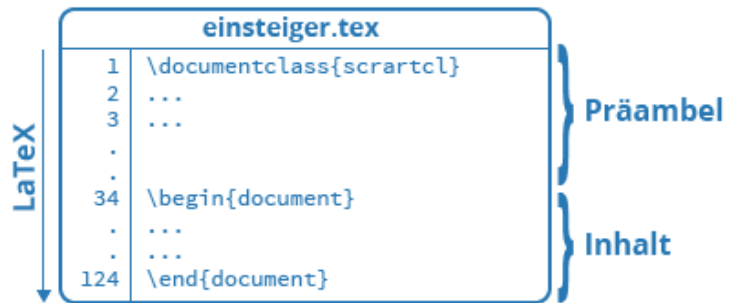 einsteiger.tex
LaTeX
1 \documentclass{scrartcl}
2 ...
3 ...
.
.
34 \begin{document}
. ...
. ...
124 \end{document}
Präambel
Inhalt